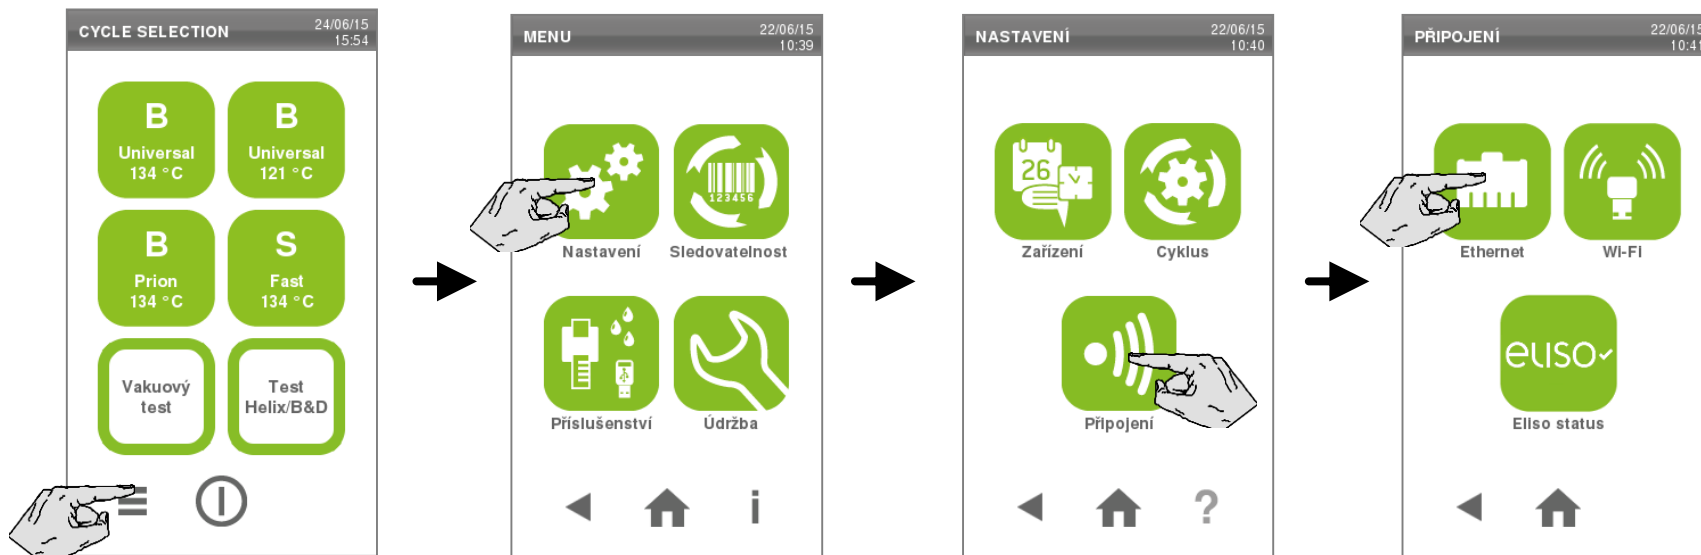 CYCLE SELECTION
24/06/15
15:54
B
Universal
134 °C
B
Universal
121 °C
B
Prion
134 °C
S
Fast
134 °C
Vakuový
test
Test
Helix/B&D
MENU
22/06/15
10:39
123456
Nastavení
Sledovatelnost
Příslušenství
Údržba
i
NASTAVENÍ
22/06/15
10:40
26
Zařízení
Cyklus
Připojení
?
PŘIPOJENÍ
22/06/15
10:41
Ethernet
WI-FI
eliso
Eliso status